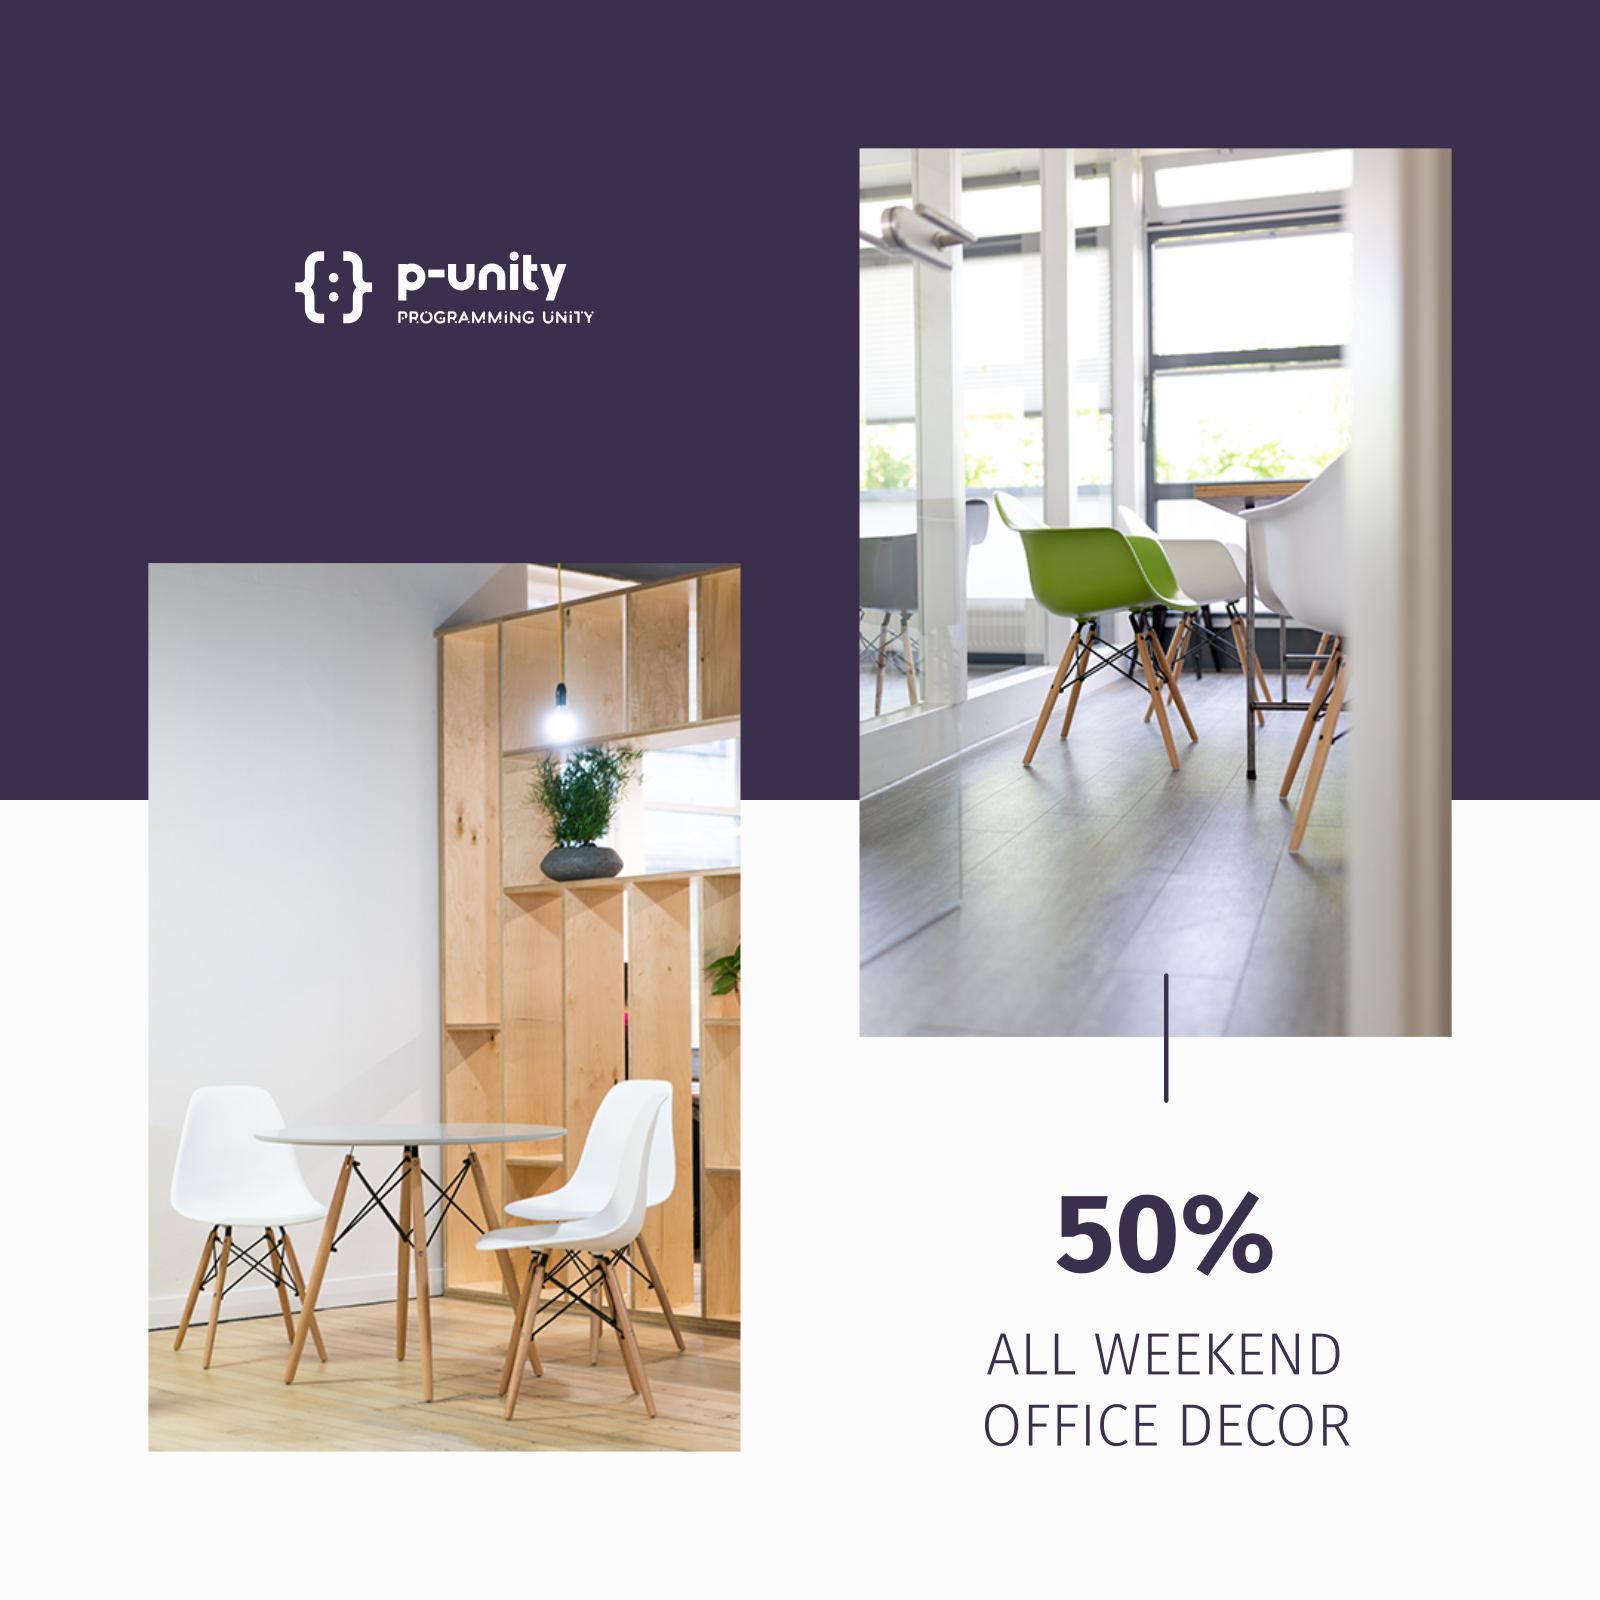 p-unity
PROGRAMMiNG UNiTY
50%
ALL WEEKEND
OFFICE DECOR